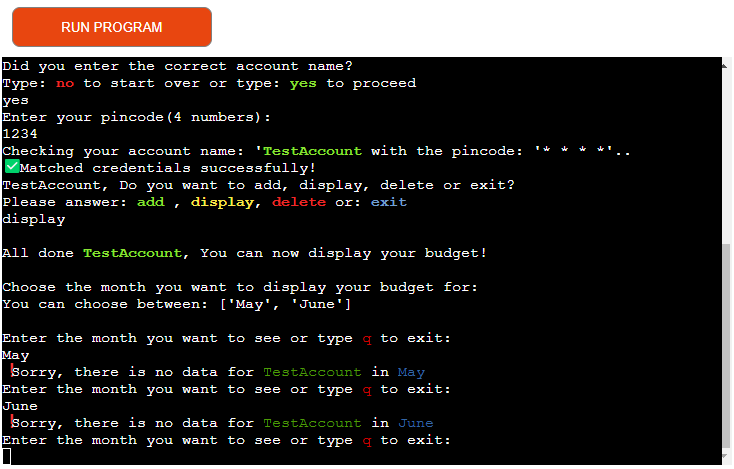 RUN PROGRAM
Did you enter the correct account name?
Type: no to start over or type: yes to proceed
yes
Enter your pincode(4 numbers):
1234
Checking your account name: 'TestAccount with the pincode: '* * * *'..
✅Matched credentials successfully!
TestAccount, Do you want to add, display, delete or exit?
Please answer: add , display, delete or: exit
display
All done TestAccount, You can now display your budget!
Choose the month you want to display your budget for:
You can choose between: ['May', 'June']
Enter the month you want to see or type q to exit:
May
Sorry, there is no data for TestAccount in May
Enter the month you want to see or type q to exit:
June
Sorry, there is no data for TestAccount in June
Enter the month you want to see or type q to exit: